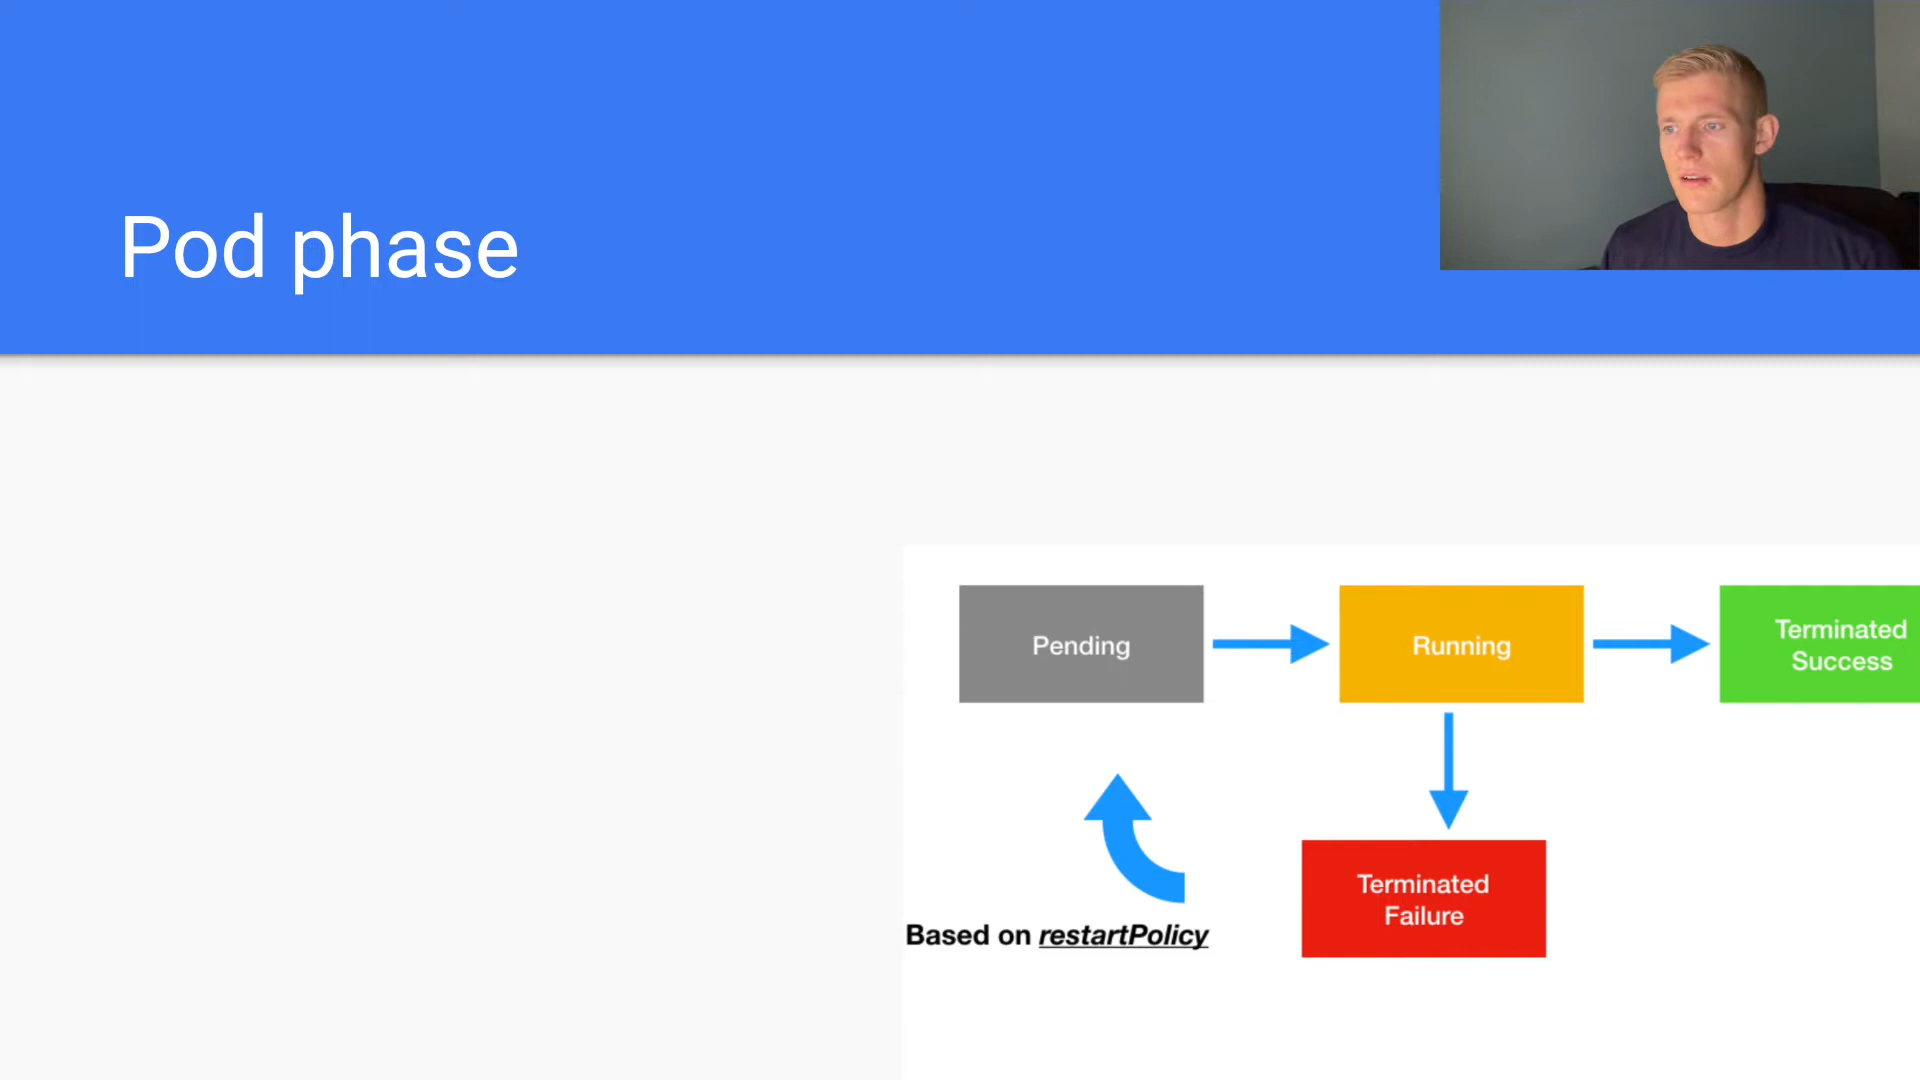 Pod phase
Pending
Running
Terminated
Success
Terminated
Failure
Based on restartPolicy